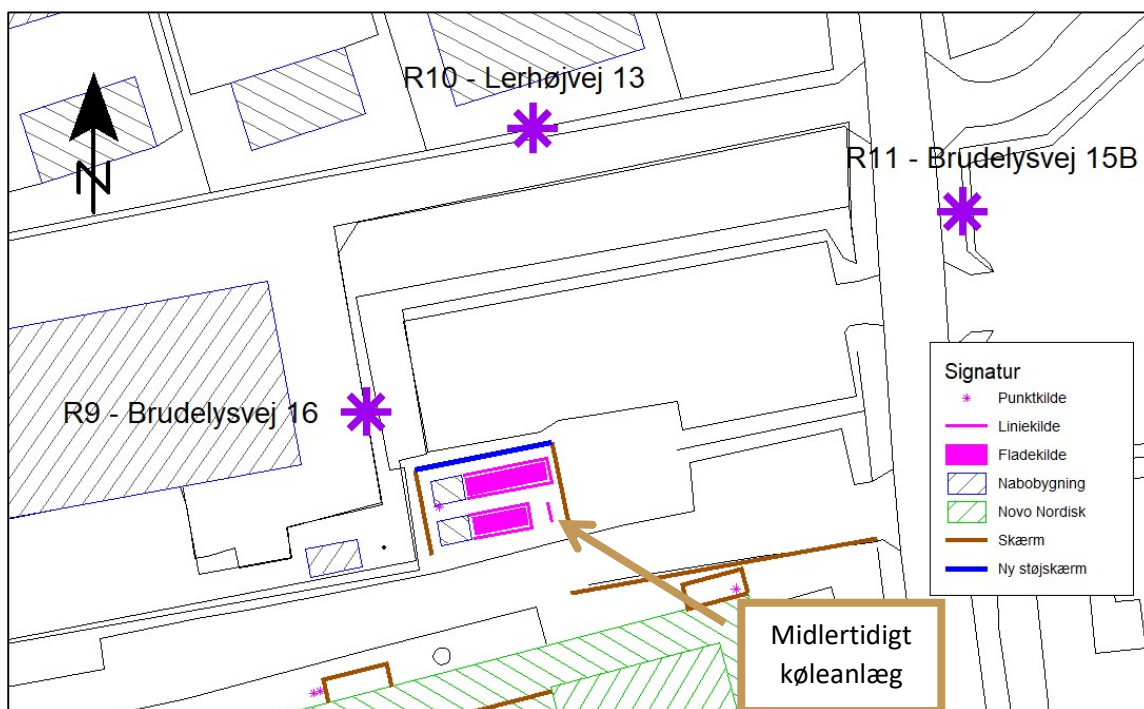 R10 - Lerhøjvej 13
N
R11 - Brudelysvej 15B
R9 - Brudelysvej 16
Signatur
Punktkilde
Liniekilde
Fladekilde
Nabobygning
Novo Nordisk
Skærm
Ny støjskærm
Midlertidigt
køleanlæg